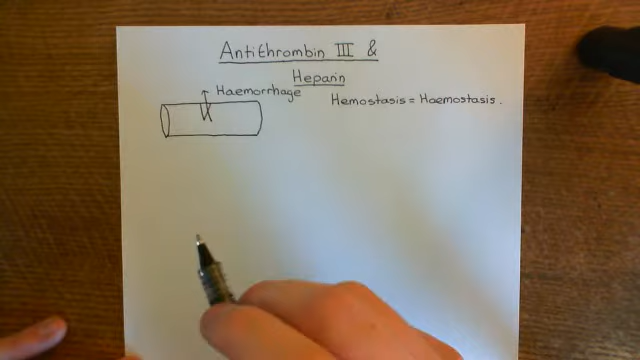 Antithrombin III &
Heparin
Haemorrhage
Hemostasis = Haemostasis.